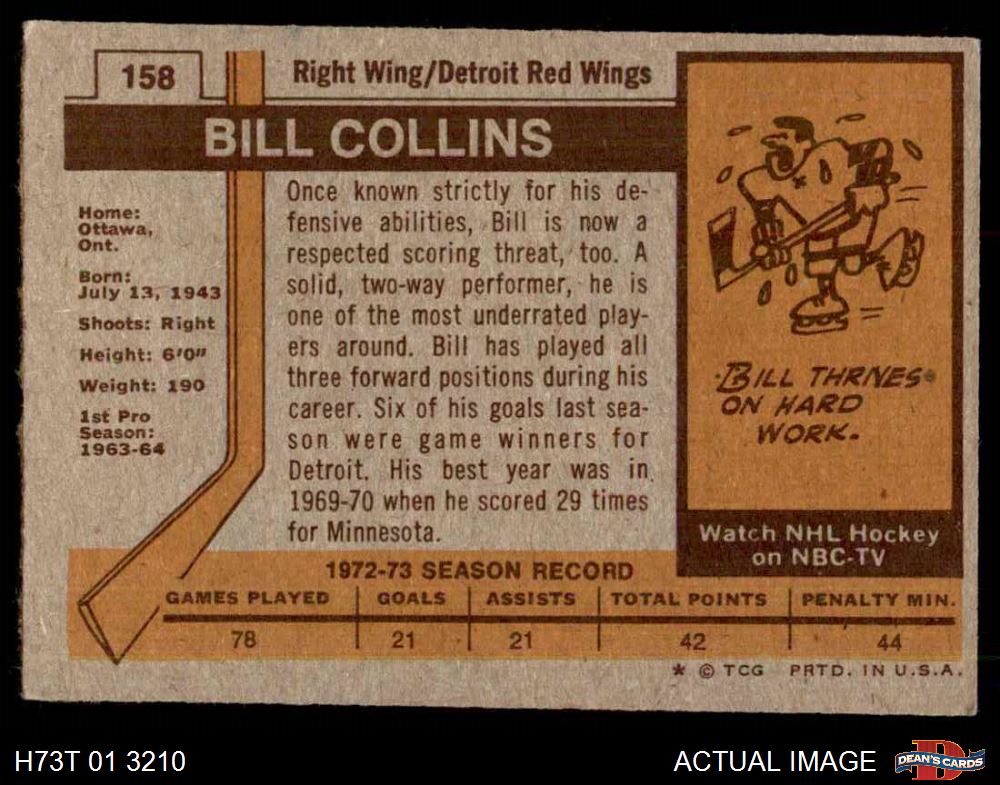 158
Right Wing/Detroit Red Wings
BILL COLLINS
Home:
Ottawa,
Ont.
Born:
July 13, 1943
Shoots: Right
Height: 6'0"
Weight: 190
1st Pro
Season:
1963-64
Once known strictly for his de-
fensive abilities, Bill is now a
respected scoring threat, too. A
solid, two-way performer, he is
one of the most underrated play-
ers around. Bill has played all
three forward positions during his
career. Six of his goals last sea-
son were game winners for
Detroit. His best year was in
1969-70 when he scored 29 times
for Minnesota.
BILL THRIVES
ON HARD
WORK.
Watch NHL Hockey
on NBC-TV
1972-73 SEASON RECORD
GAMES PLAYED GOALS ASSISTS TOTAL POINTS PENALTY MIN.
78 21 21 42 44
* © TCG PRTD. IN U.S.A.
H73T 01 3210
ACTUAL IMAGE
D
DEAN'S CARDS